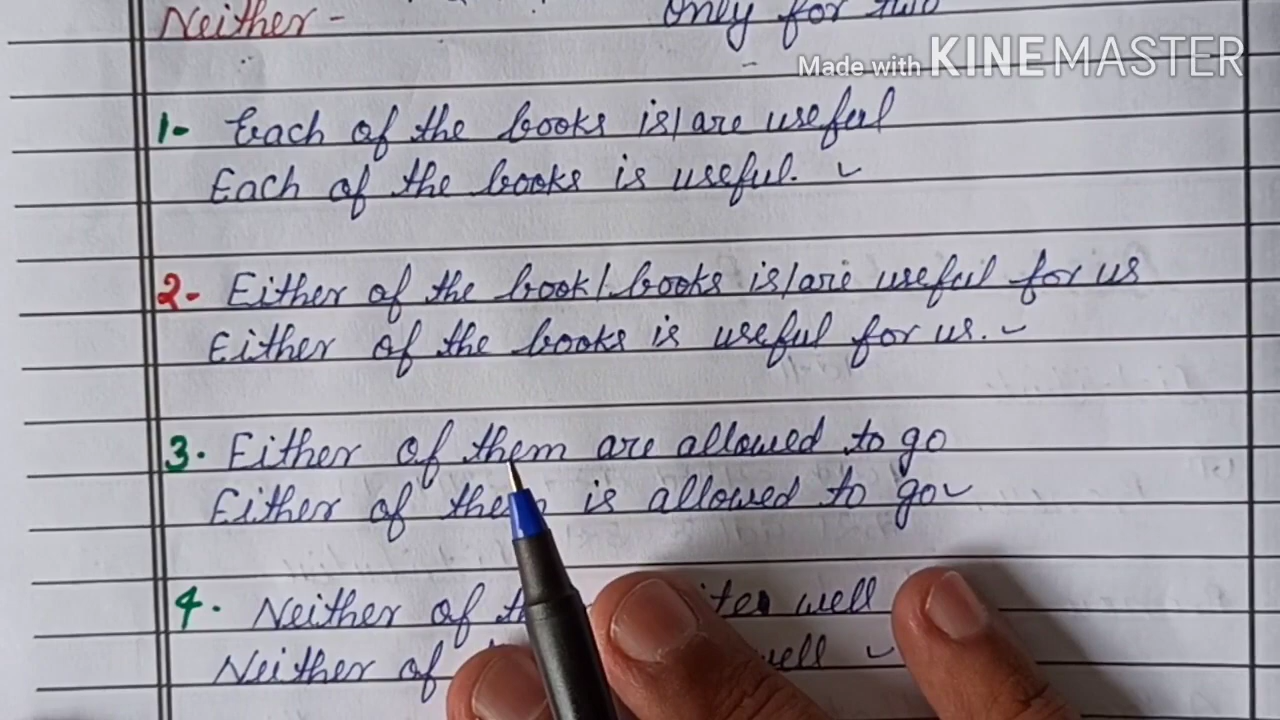 Neither - only for two
Made with KINEMASTER
1- Each of the books is/are useful
Each of the books is useful.
2- Either of the book/books is/are useful for us
Either of the books is useful for us.
3. Either of them are allowed to go
Either of them is allowed to go
4. Neither of well
Neither of well